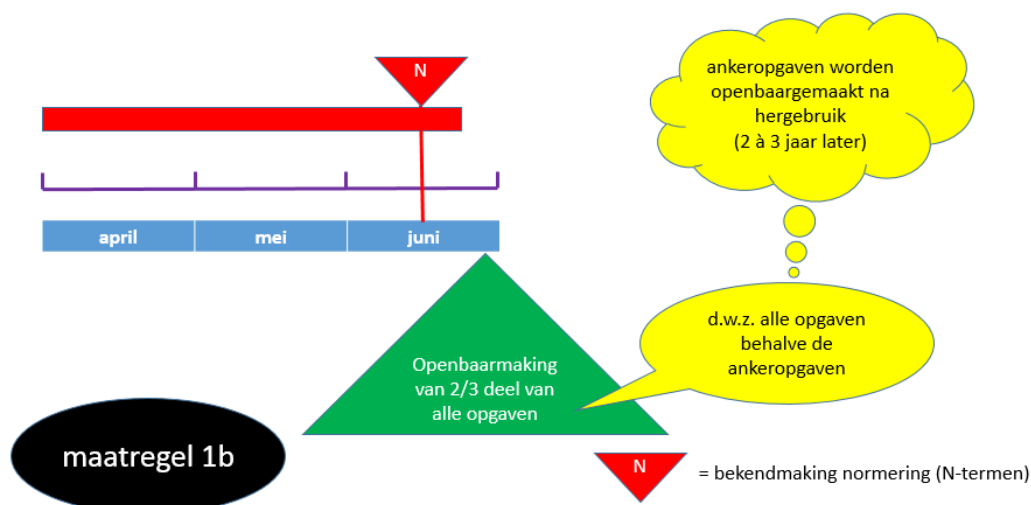 N
ankeropgaven worden
openbaargemaakt na
hergebruik
(2 à 3 jaar later)
april
mei
juni
d.w.z. alle opgaven
behalve de
ankeropgaven
Openbaarmaking
van 2/3 deel van
alle opgaven
maatregel 1b
N
= bekendmaking normering (N-termen)